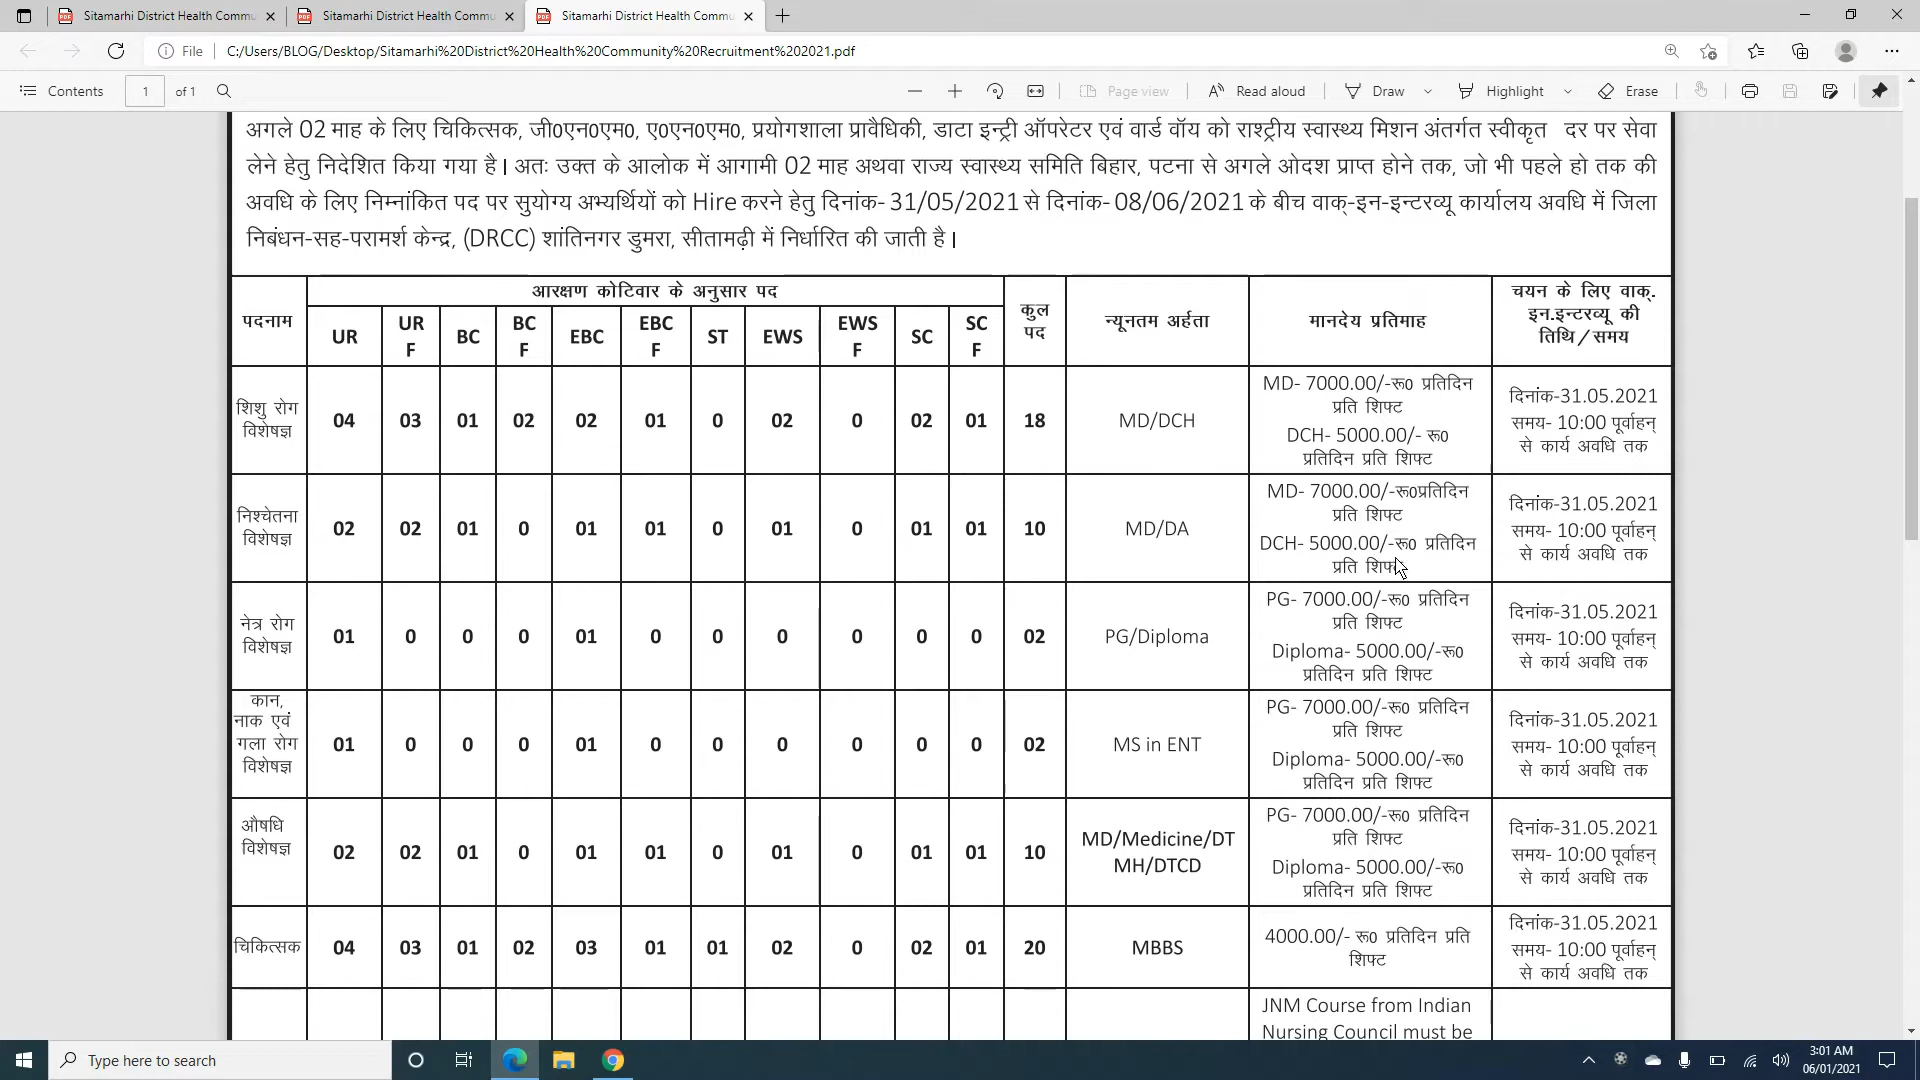 Sitamarhi District Health Commu
Sitamarhi District Health Commu
Sitamarhi District Health Commu
File C:/Users/BLOG/Desktop/Sitamarhi%20District%20Health%20Community%20Recruitment%202021.pdf
Contents 1 of 1 Page view Read aloud Draw Highlight Erase
अगले 02 माह के लिए चिकित्सक, जी0एन0एम0, ए0एन0एम0, प्रयोगशाला प्रावैधिकी, डाटा इन्ट्री ऑपरेटर एवं वार्ड वॉय को राश्ट्रीय स्वास्थ्य मिशन अंतर्गत स्वीकृत दर पर सेवा
लेने हेतु निदेशित किया गया है। अतः उक्त के आलोक में आगामी 02 माह अथवा राज्य स्वास्थ्य समिति बिहार, पटना से अगले ओदश प्राप्त होने तक, जो भी पहले हो तक की
अवधि के लिए निम्नांकित पद पर सुयोग्य अभ्यर्थियों को Hire करने हेतु दिनांक- 31/05/2021 से दिनांक- 08/06/2021 के बीच वाक्-इन-इन्टरव्यू कार्यालय अवधि में जिला
निबंधन-सह-परामर्श केन्द्र, (DRCC) शांतिनगर डुमरा, सीतामढ़ी में निर्धारित की जाती है।
पदनाम
आरक्षण कोटिवार के अनुसार पद
UR
UR
F
BC
BC
F
EBC
EBC
F
ST
EWS
EWS
F
SC
SC
F
कुल
पद
न्यूनतम अर्हता
मानदेय प्रतिमाह
चयन के लिए वाक्.
इन.इन्टरव्यू की
तिथि/समय
शिशु रोग
विशेषज्ञ
04 03 01 02 02 01 0 02 0 02 01 18 MD/DCH
MD- 7000.00/-रू0 प्रतिदिन
प्रति शिफ्ट
DCH- 5000.00/- रू0
प्रतिदिन प्रति शिफ्ट
दिनांक-31.05.2021
समय- 10:00 पूर्वाहन्
से कार्य अवधि तक
निश्चेतना
विशेषज्ञ
02 02 01 0 01 01 0 01 0 01 01 10 MD/DA
MD- 7000.00/-रू0प्रतिदिन
प्रति शिफ्ट
DCH- 5000.00/-रू0 प्रतिदिन
प्रति शिफ्ट
दिनांक-31.05.2021
समय- 10:00 पूर्वाहन्
से कार्य अवधि तक
नेत्र रोग
विशेषज्ञ
01 0 0 0 01 0 0 0 0 0 0 02 PG/Diploma
PG- 7000.00/-रू0 प्रतिदिन
प्रति शिफ्ट
Diploma- 5000.00/-रू0
प्रतिदिन प्रति शिफ्ट
दिनांक-31.05.2021
समय- 10:00 पूर्वाहन्
से कार्य अवधि तक
कान,
नाक एवं
गला रोग
विशेषज्ञ
01 0 0 0 01 0 0 0 0 0 0 02 MS in ENT
PG- 7000.00/-रू0 प्रतिदिन
प्रति शिफ्ट
Diploma- 5000.00/-रू0
प्रतिदिन प्रति शिफ्ट
दिनांक-31.05.2021
समय- 10:00 पूर्वाहन्
से कार्य अवधि तक
औषधि
विशेषज्ञ
02 02 01 0 01 01 0 01 0 01 01 10
MD/Medicine/DT
MH/DTCD
PG- 7000.00/-रू0 प्रतिदिन
प्रति शिफ्ट
Diploma- 5000.00/-रू0
प्रतिदिन प्रति शिफ्ट
दिनांक-31.05.2021
समय- 10:00 पूर्वाहन्
से कार्य अवधि तक
चिकित्सक
04 03 01 02 03 01 01 02 0 02 01 20 MBBS
4000.00/- रू0 प्रतिदिन प्रति
शिफ्ट
दिनांक-31.05.2021
समय- 10:00 पूर्वाहन्
से कार्य अवधि तक
JNM Course from Indian
Nursing Council must be
Type here to search
3:01 AM
06/01/2021